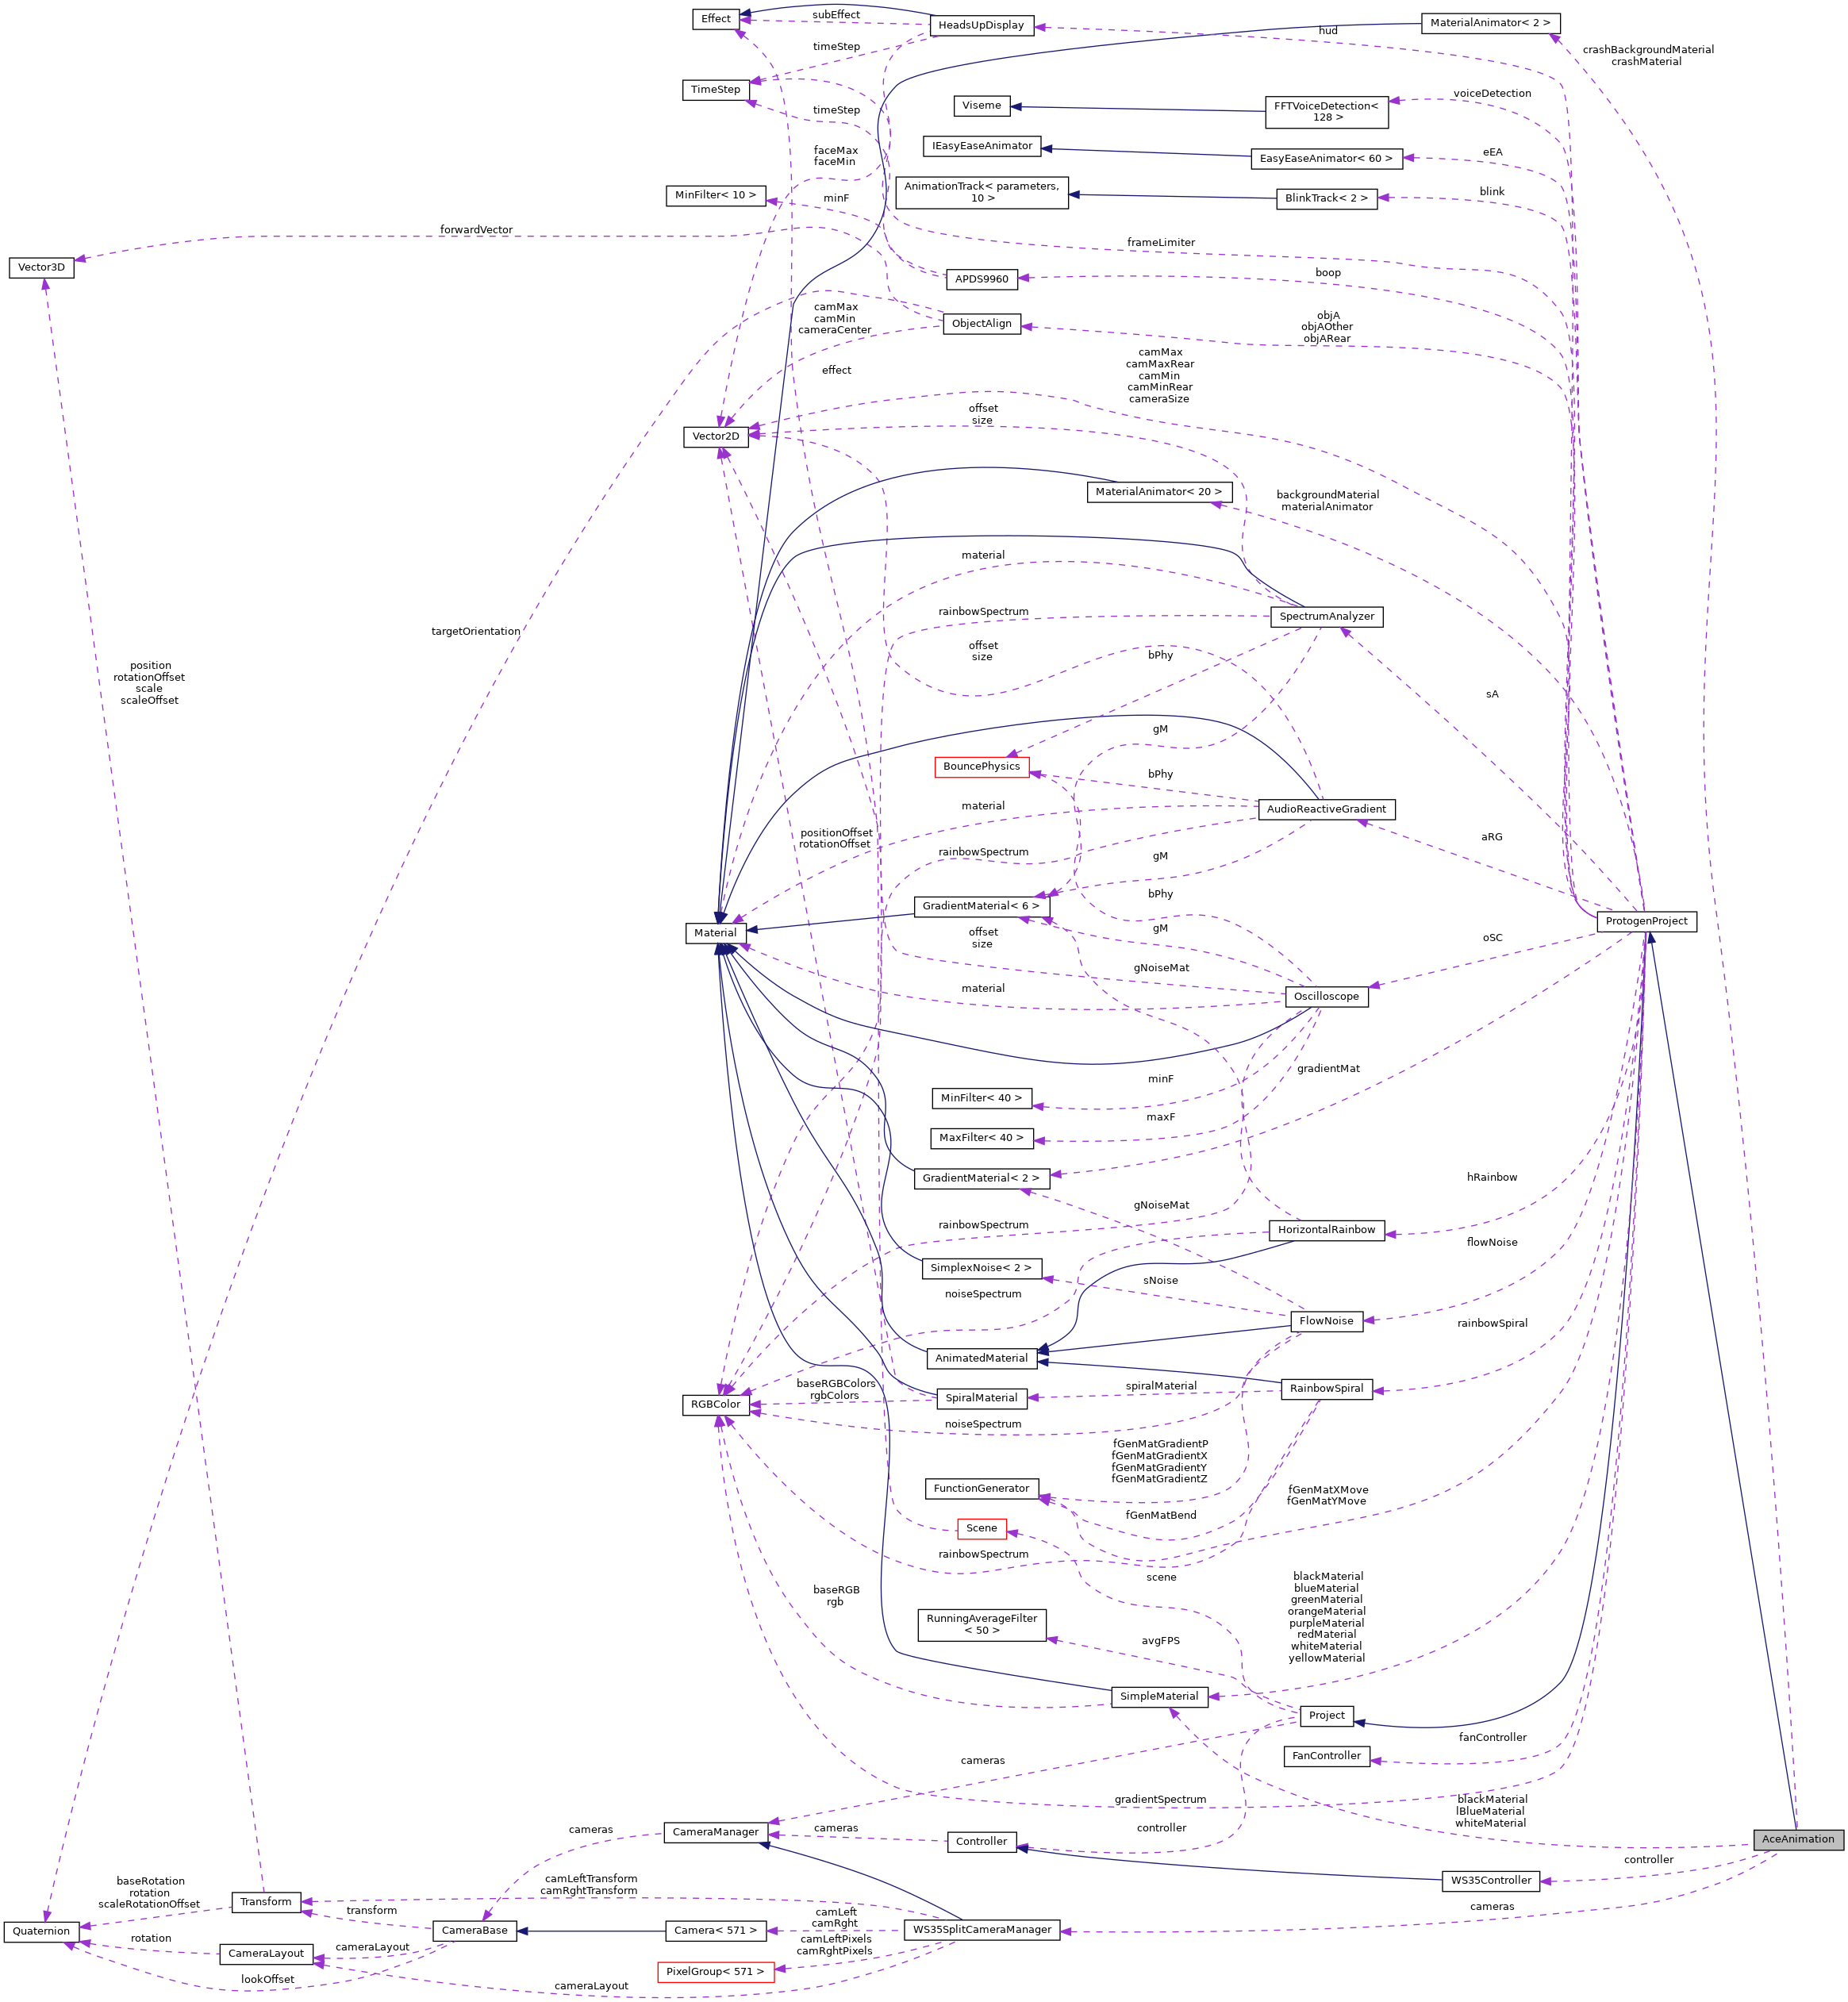 Effect
subEffect
HeadsUpDisplay
hud
MaterialAnimator< 2 >
crashBackgroundMaterial
crashMaterial
timeStep
TimeStep
timeStep
Viseme
FFTVoiceDetection<
128 >
voiceDetection
IEasyEaseAnimator
EasyEaseAnimator< 60 >
eEA
faceMax
faceMin
MinFilter< 10 >
minF
AnimationTrack< parameters,
10 >
BlinkTrack< 2 >
blink
forwardVector
frameLimiter
Vector3D
APDS9960
boop
camMax
camMin
cameraCenter
ObjectAlign
objA
objAOther
objARear
effect
camMax
camMaxRear
camMin
camMinRear
cameraSize
offset
size
Vector2D
MaterialAnimator< 20 >
backgroundMaterial
materialAnimator
material
rainbowSpectrum
SpectrumAnalyzer
targetOrientation
offset
size
bPhy
position
rotationOffset
scale
scaleOffset
sA
gM
BouncePhysics
bPhy
material
AudioReactiveGradient
positionOffset
rotationOffset
aRG
rainbowSpectrum
gM
bPhy
GradientMaterial< 6 >
Material
offset
size
gM
ProtogenProject
oSC
gNoiseMat
material
Oscilloscope
minF
gradientMat
MinFilter< 40 >
maxF
MaxFilter< 40 >
GradientMaterial< 2 >
hRainbow
gNoiseMat
rainbowSpectrum
HorizontalRainbow
flowNoise
SimplexNoise< 2 >
sNoise
noiseSpectrum
FlowNoise
rainbowSpiral
AnimatedMaterial
baseRGBColors
rgbColors
spiralMaterial
RainbowSpiral
SpiralMaterial
RGBColor
noiseSpectrum
fGenMatGradientP
fGenMatGradientX
fGenMatGradientY
fGenMatGradientZ
FunctionGenerator
fGenMatXMove
fGenMatYMove
fGenMatBend
Scene
rainbowSpectrum
scene
baseRGB
rgb
blackMaterial
blueMaterial
greenMaterial
orangeMaterial
purpleMaterial
redMaterial
whiteMaterial
yellowMaterial
RunningAverageFilter
< 50 >
avgFPS
SimpleMaterial
Project
fanController
FanController
cameras
gradientSpectrum
blackMaterial
lBlueMaterial
whiteMaterial
cameras
CameraManager
cameras
Controller
controller
AceAnimation
controller
WS35Controller
baseRotation
rotation
scaleRotationOffset
Transform
camLeftTransform
camRghtTransform
transform
cameras
Quaternion
rotation
CameraBase
Camera< 571 >
camLeft
camRght
WS35SplitCameraManager
CameraLayout
cameraLayout
camLeftPixels
camRghtPixels
PixelGroup< 571 >
lookOffset
cameraLayout